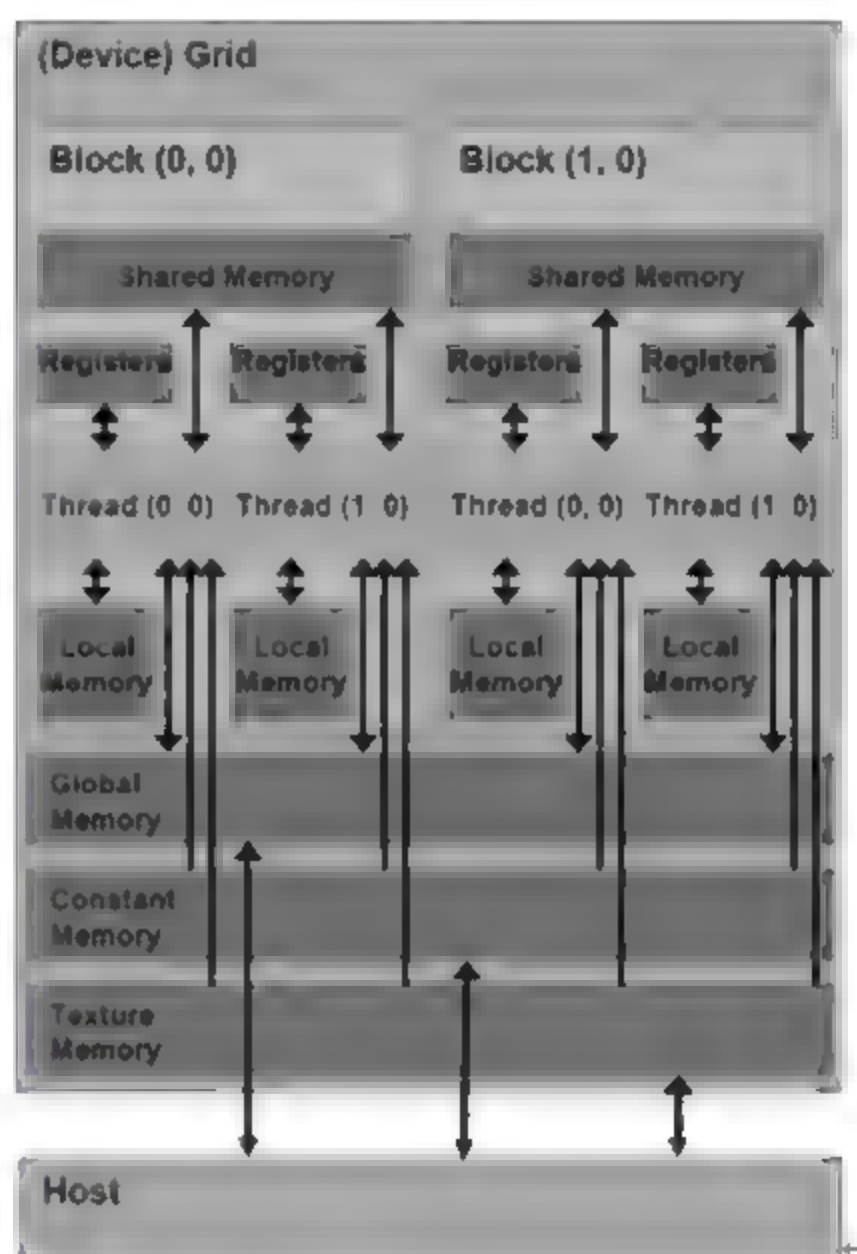 (Device) Grid
Block (0, 0)
Block (1, 0)
Shared Memory
Shared Memory
Registers
Registers
Registers
Registers
Thread (0 0)
Thread (1 0)
Thread (0, 0)
Thread (1 0)
Local
Memory
Local
Memory
Local
Memory
Local
Memory
Global
Memory
Constant
Memory
Texture
Memory
Host